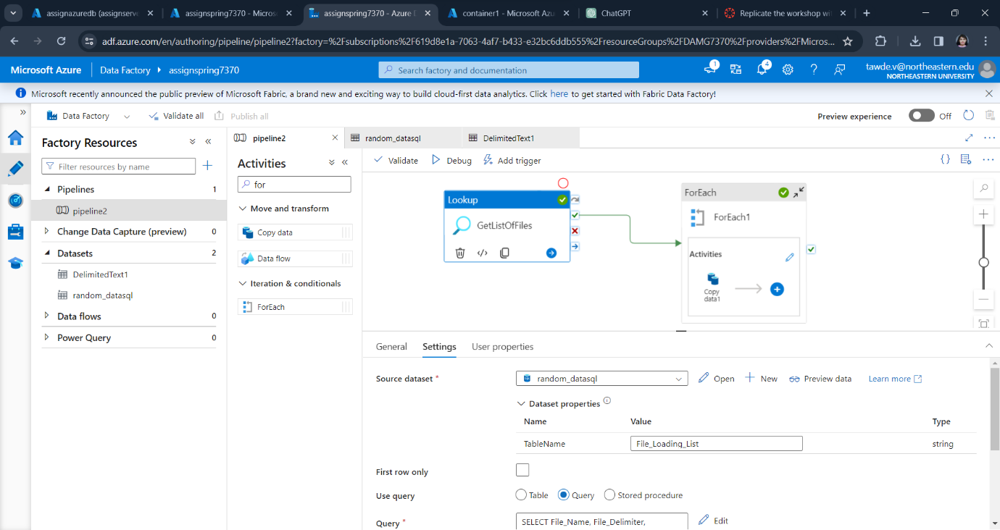 assignazuredb (assignserve
assignspring7370 - Micros
assignspring7370 - Azure D
container1 - Microsoft Azu
ChatGPT
Replicate the workshop wi
adf.azure.com/en/authoring/pipeline/pipeline2?factory=%2Fsubscriptions%2F619d8e1a-7063-4af7-b433-e32bc6ddb555%2FresourceGroups%2FDAMG7370%2Fproviders%2FMicros...
Microsoft Azure
Data Factory
assignspring7370
Search factory and documentation
1
4
tawde.v@northeastern.edu
NORTHEASTERN UNIVERSITY
Microsoft recently announced the public preview of Microsoft Fabric, a brand new and exciting way to build cloud-first data analytics. Click here to get started with Fabric Data Factory!
Data Factory
Validate all
Publish all
Preview experience
Off
Factory Resources
Filter resources by name
Pipelines 1
pipeline2
Change Data Capture (preview) 0
Datasets 2
DelimitedText1
random_datasql
Data flows 0
Power Query 0
pipeline2
random_datasql
DelimitedText1
Activities
for
Move and transform
Copy data
Data flow
Iteration & conditionals
ForEach
Validate
Debug
Add trigger
Lookup
GetListOfFiles
ForEach
ForEach1
Activities
Copy
data1
General
Settings
User properties
Source dataset *
random_datasql
Open
New
Preview data
Learn more
Dataset properties
Name Value Type
TableName File_Loading_List string
First row only
Use query
Table
Query
Stored procedure
Query *
SELECT File_Name, File_Delimiter,
Edit